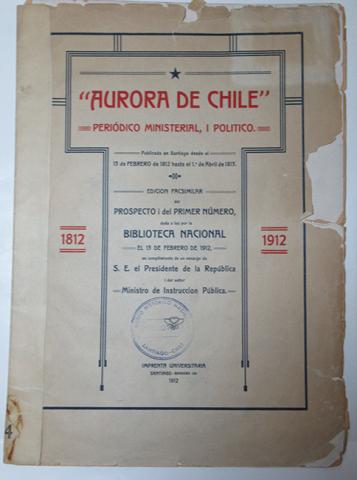 "AURORA DE CHILE"
PERIÓDICO MINISTERIAL, I POLITICO.
Publicado en Santiago desde el
13 de FEBRERO de 1812 hasta el 1.º de Abril de 1813.
EDICION FACSIMILAR
del
PROSPECTO i del PRIMER NÚMERO,
dada a luz por la
BIBLIOTECA NACIONAL
EL 13 DE FEBRERO DE 1912,
en cumplimiento de un encargo de
S. E. el Presidente de la República
i del señor
Ministro de Instruccion Pública.
1812
1912
SANTIAGO-CHILE
IMPRENTA UNIVERSITARIA
SANTIAGO
1912
4